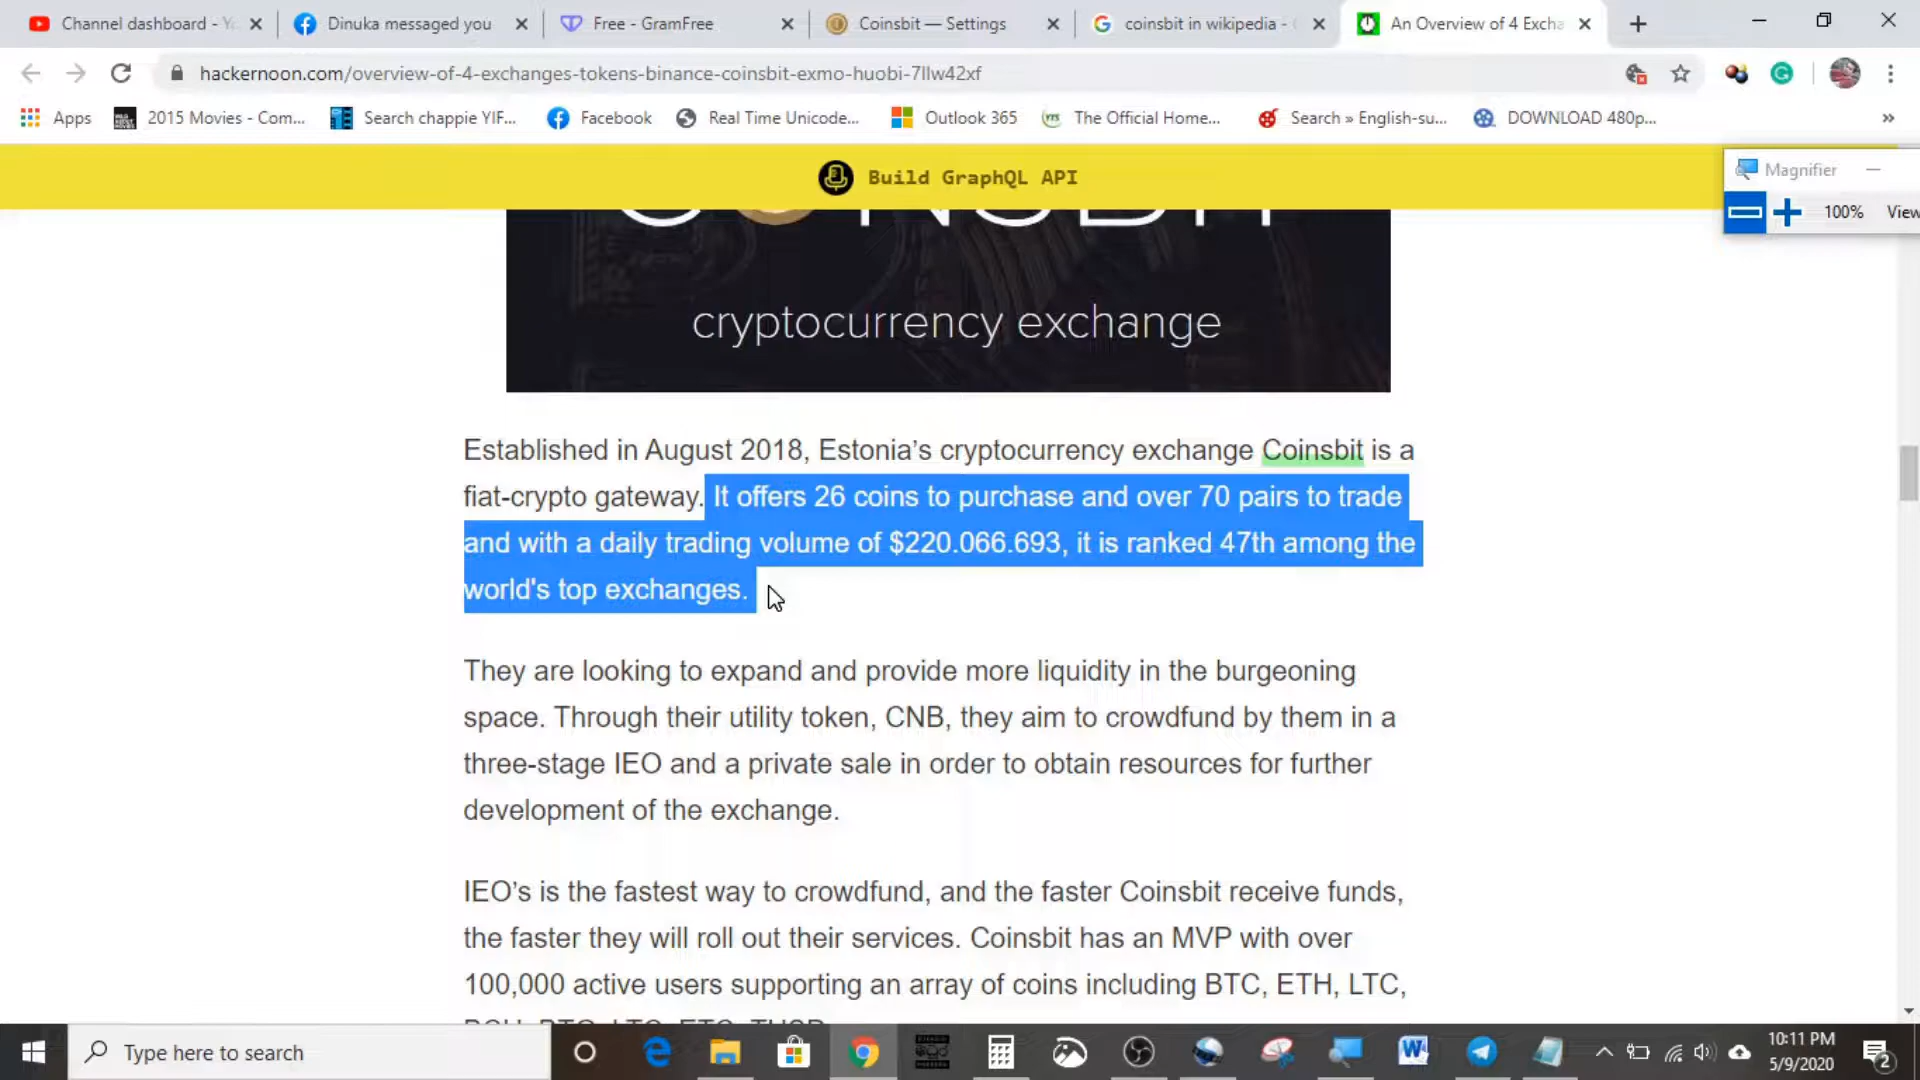 Channel dashboard - Y
Dinuka messaged you
Free - GramFree
Coinsbit — Settings
coinsbit in wikipedia -
An Overview of 4 Excha
hackernoon.com/overview-of-4-exchanges-tokens-binance-coinsbit-exmo-huobi-7llw42xf
Apps
2015 Movies - Com...
Search chappie YIF...
Facebook
Real Time Unicode...
Outlook 365
The Official Home...
Search » English-su...
DOWNLOAD 480p...
»
Build GraphQL API
Magnifier
100%
View
COINSBIT
cryptocurrency exchange
Established in August 2018, Estonia’s cryptocurrency exchange Coinsbit is a
fiat-crypto gateway. It offers 26 coins to purchase and over 70 pairs to trade
and with a daily trading volume of $220.066.693, it is ranked 47th among the
world's top exchanges.
They are looking to expand and provide more liquidity in the burgeoning
space. Through their utility token, CNB, they aim to crowdfund by them in a
three-stage IEO and a private sale in order to obtain resources for further
development of the exchange.
IEO’s is the fastest way to crowdfund, and the faster Coinsbit receive funds,
the faster they will roll out their services. Coinsbit has an MVP with over
100,000 active users supporting an array of coins including BTC, ETH, LTC,
Type here to search
10:11 PM
5/9/2020
2